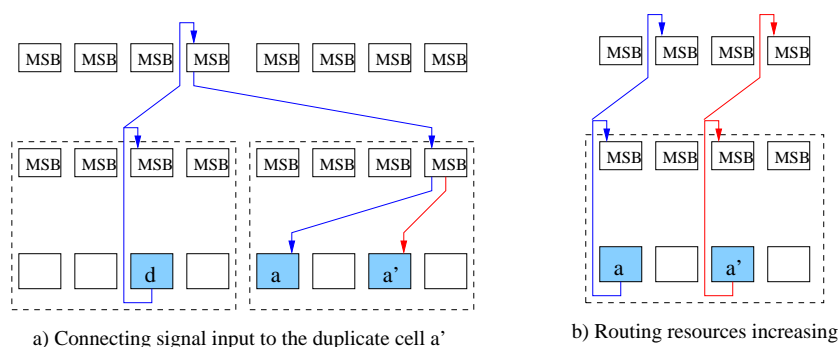 MSB MSB MSB MSB MSB MSB MSB MSB
MSB MSB MSB MSB MSB MSB MSB MSB
d a a’
a) Connecting signal input to the duplicate cell a’
MSB MSB MSB MSB
MSB MSB MSB MSB
a a’
b) Routing resources increasing